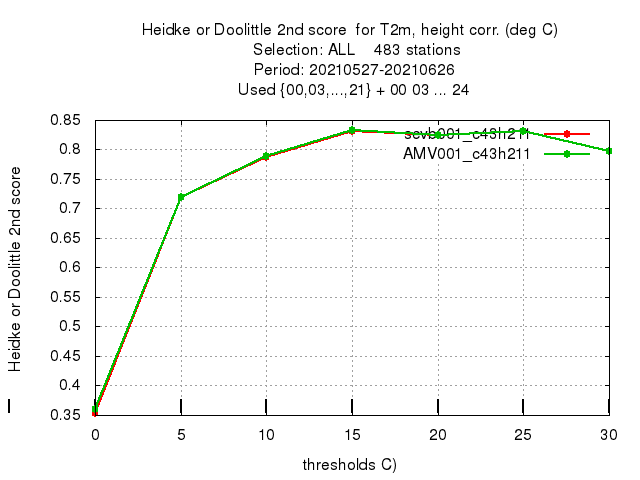 Heidke or Doolittle 2nd score for T2m, height corr. (deg C)
Selection: ALL 483 stations
Period: 20210527-20210626
Used {00,03,...,21} + 00 03 ... 24
Heidke or Doolittle 2nd score
0.85
0.8
0.75
0.7
0.65
0.6
0.55
0.5
0.45
0.4
0.35
scvb001_c43h211
AMV001_c43h211
0 5 10 15 20 25 30
thresholds C)